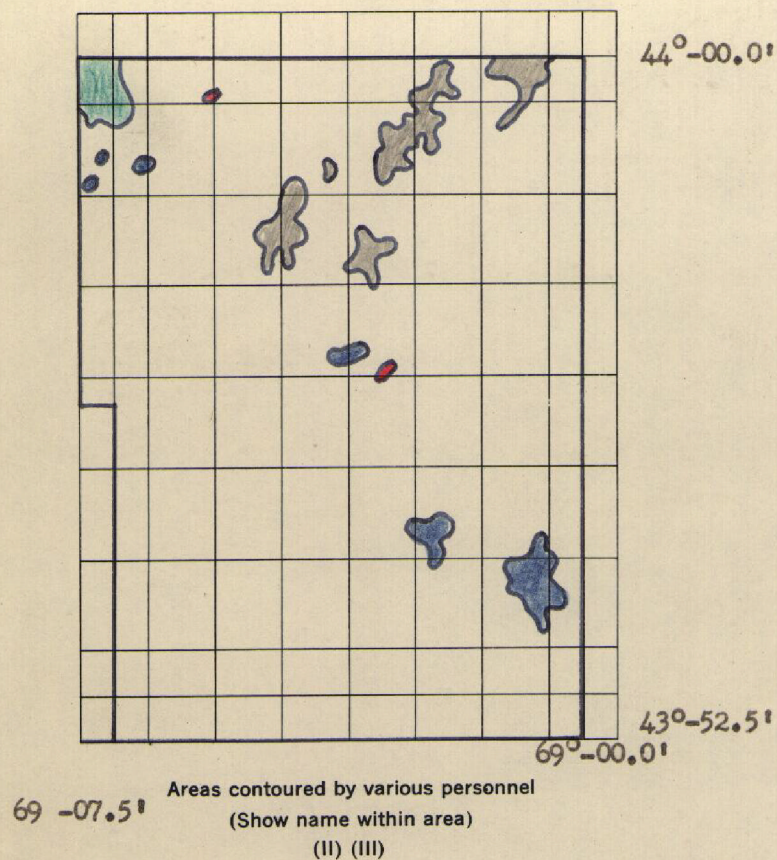 44°-00.0'
43°-52.5'
69°-00.0'
69 -07.5'
Areas contoured by various personnel
(Show name within area)
(II) (III)